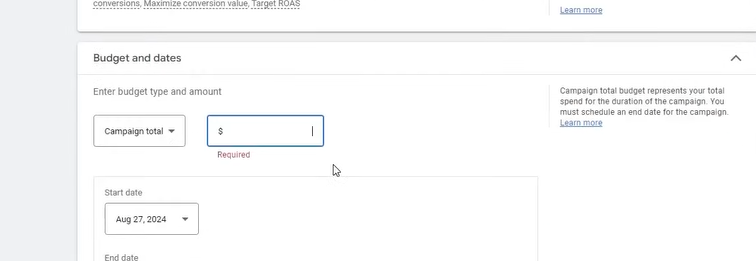 conversions, Maximize conversion value, Target ROAS
Learn more
Budget and dates
Enter budget type and amount
Campaign total
$
Required
Campaign total budget represents your total
spend for the duration of the campaign. You
must schedule an end date for the campaign.
Learn more
Start date
Aug 27, 2024
End date